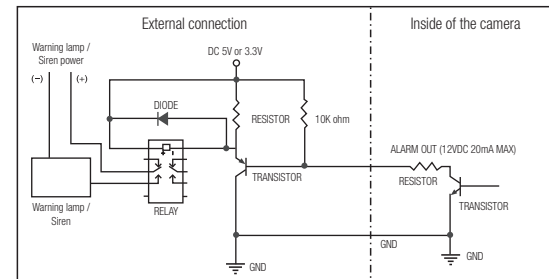 External connection
Inside of the camera
Warning lamp /
Siren power
(−) (+)
DC 5V or 3.3V
DIODE
RESISTOR
10K ohm
ALARM OUT (12VDC 20mA MAX)
RESISTOR
TRANSISTOR
TRANSISTOR
Warning lamp /
Siren
RELAY
GND
GND
GND